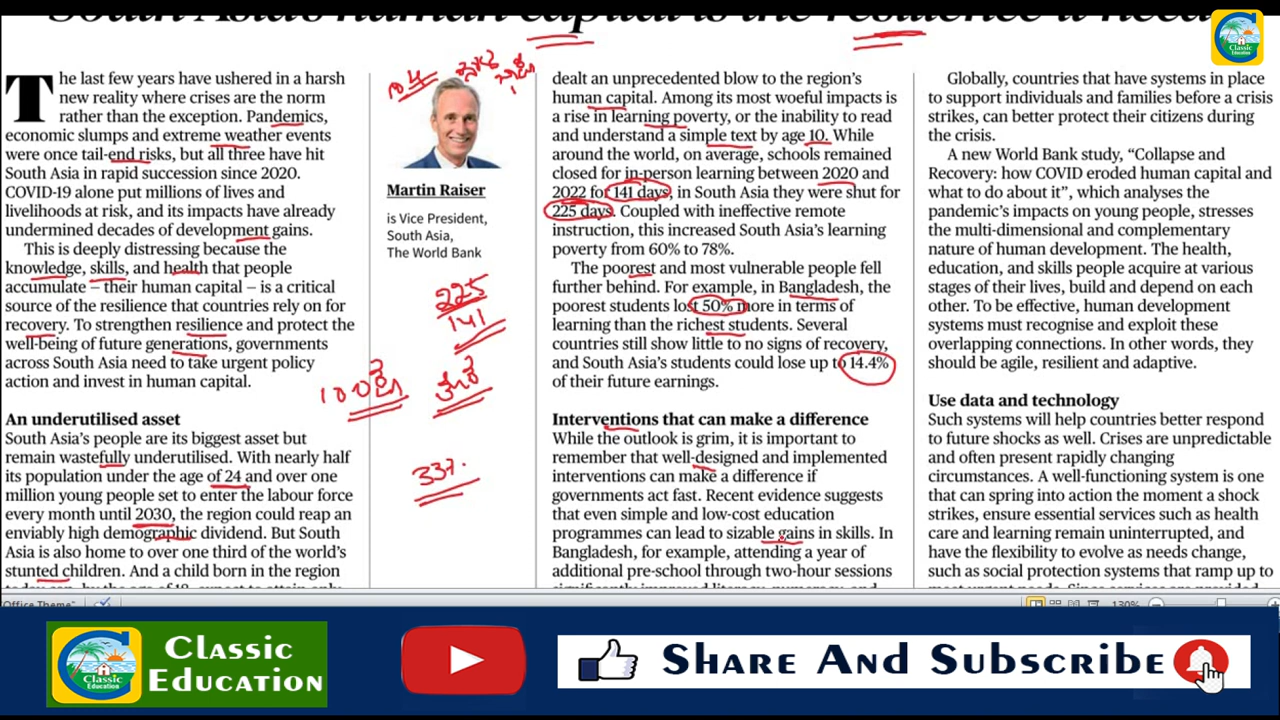 South Asia's human capital is the resilience it needs
Classic
Education
The last few years have ushered in a harsh
new reality where crises are the norm
rather than the exception. Pandemics,
economic slumps and extreme weather events
were once tail-end risks, but all three have hit
South Asia in rapid succession since 2020.
COVID-19 alone put millions of lives and
livelihoods at risk, and its impacts have already
undermined decades of development gains.
This is deeply distressing because the
knowledge, skills, and health that people
accumulate — their human capital — is a critical
source of the resilience that countries rely on for
recovery. To strengthen resilience and protect the
well-being of future generations, governments
across South Asia need to take urgent policy
action and invest in human capital.
An underutilised asset
South Asia's people are its biggest asset but
remain wastefully underutilised. With nearly half
its population under the age of 24 and over one
million young people set to enter the labour force
every month until 2030, the region could reap an
enviably high demographic dividend. But South
Asia is also home to over one third of the world's
stunted children. And a child born in the region
Martin Raiser
is Vice President,
South Asia,
The World Bank
225
141
337.
dealt an unprecedented blow to the region's
human capital. Among its most woeful impacts is
a rise in learning poverty, or the inability to read
and understand a simple text by age 10. While
around the world, on average, schools remained
closed for in-person learning between 2020 and
2022 for 141 days, in South Asia they were shut for
225 days. Coupled with ineffective remote
instruction, this increased South Asia's learning
poverty from 60% to 78%.
The poorest and most vulnerable people fell
further behind. For example, in Bangladesh, the
poorest students lost 50% more in terms of
learning than the richest students. Several
countries still show little to no signs of recovery,
and South Asia's students could lose up to 14.4%
of their future earnings.
Interventions that can make a difference
While the outlook is grim, it is important to
remember that well-designed and implemented
interventions can make a difference if
governments act fast. Recent evidence suggests
that even simple and low-cost education
programmes can lead to sizable gains in skills. In
Bangladesh, for example, attending a year of
additional pre-school through two-hour sessions
significantly improved literacy, numeracy, and
Globally, countries that have systems in place
to support individuals and families before a crisis
strikes, can better protect their citizens during
the crisis.
A new World Bank study, “Collapse and
Recovery: how COVID eroded human capital and
what to do about it”, which analyses the
pandemic's impacts on young people, stresses
the multi-dimensional and complementary
nature of human development. The health,
education, and skills people acquire at various
stages of their lives, build and depend on each
other. To be effective, human development
systems must recognise and exploit these
overlapping connections. In other words, they
should be agile, resilient and adaptive.
Use data and technology
Such systems will help countries better respond
to future shocks as well. Crises are unpredictable
and often present rapidly changing
circumstances. A well-functioning system is one
that can spring into action the moment a shock
strikes, ensure essential services such as health
care and learning remain uninterrupted, and
have the flexibility to evolve as needs change,
such as social protection systems that ramp up to
Office Theme"
130%
Classic
Education
Classic
Education
Share And Subscribe